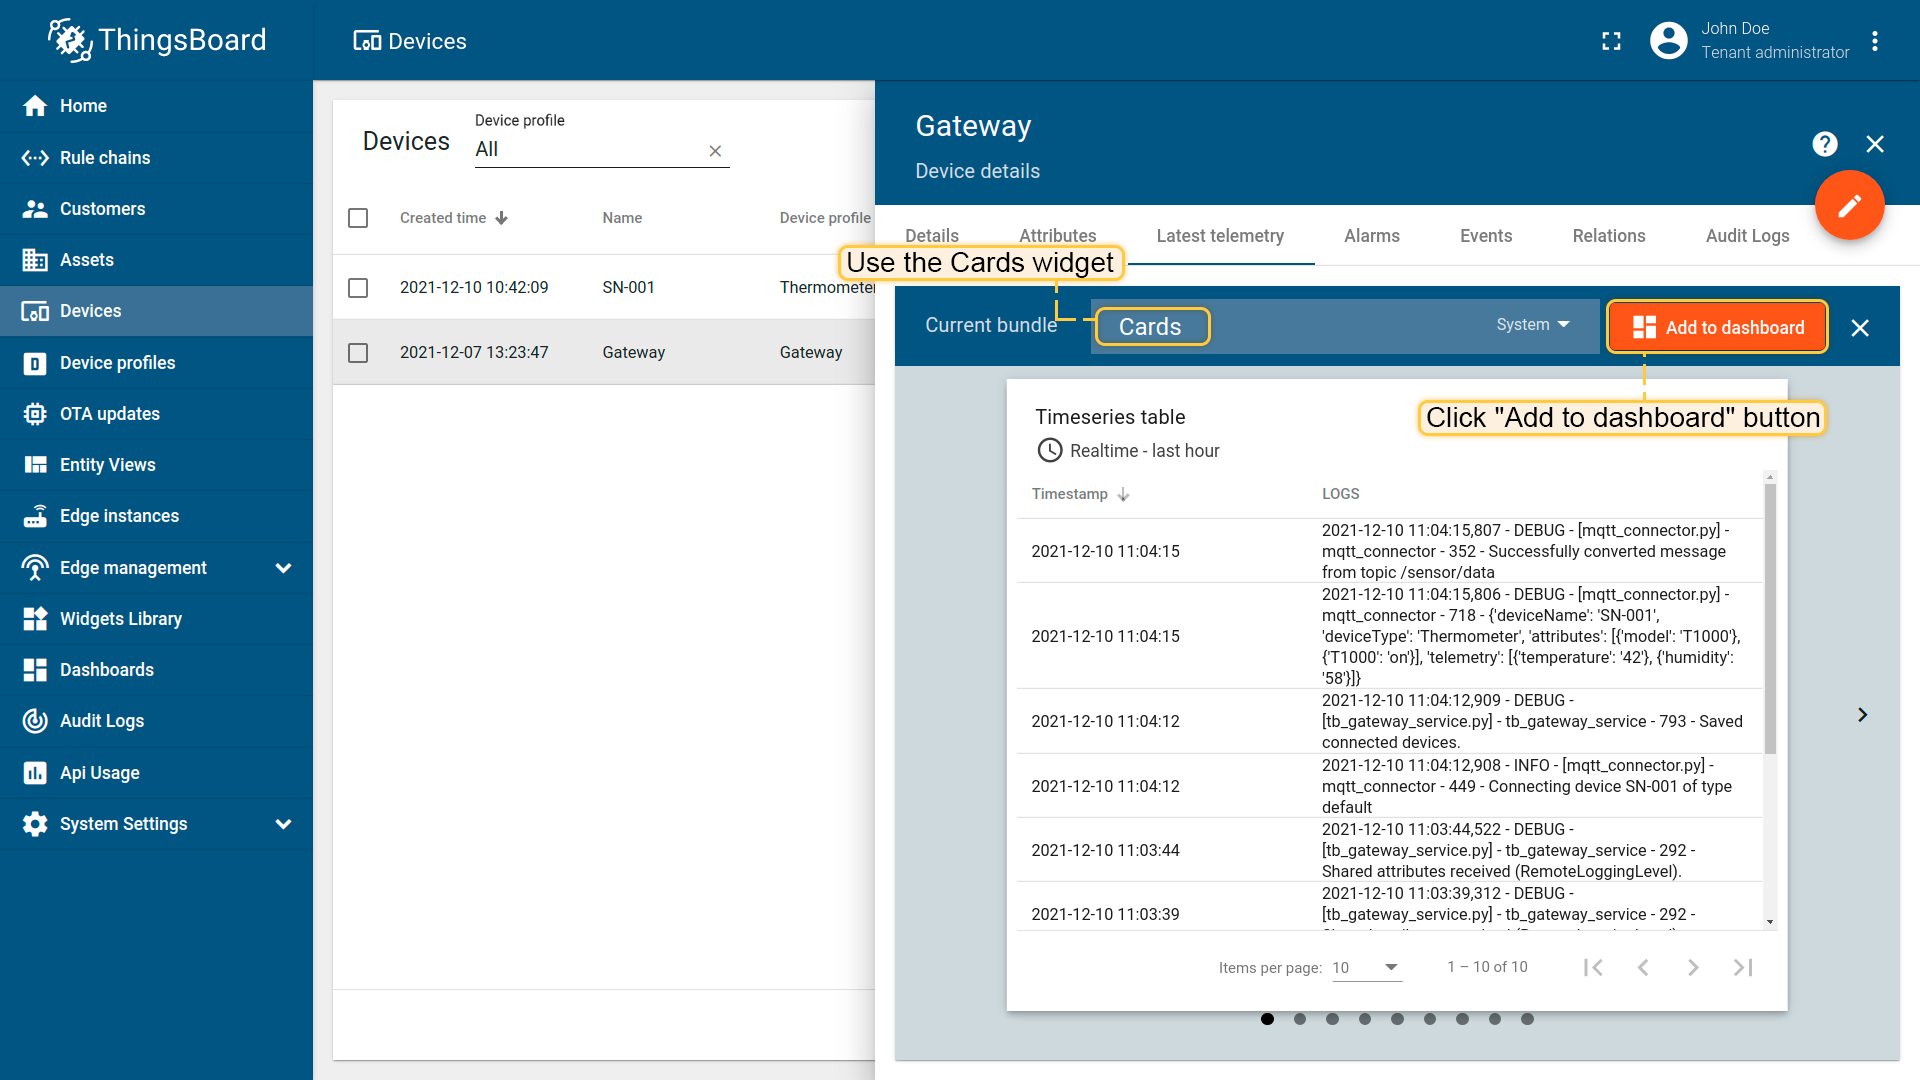 ThingsBoard
Devices
John Doe
Tenant administrator
Home
Rule chains
Customers
Assets
Devices
Device profiles
OTA updates
Entity Views
Edge instances
Edge management
Widgets Library
Dashboards
Audit Logs
Api Usage
System Settings
Devices
Device profile
All
Created time
Name
Device profile
2021-12-10 10:42:09
SN-001
Thermometer
2021-12-07 13:23:47
Gateway
Gateway
Gateway
Device details
Details
Attributes
Latest telemetry
Alarms
Events
Relations
Audit Logs
Use the Cards widget
Current bundle
Cards
System
Add to dashboard
Click "Add to dashboard" button
Timeseries table
Realtime - last hour
Timestamp
LOGS
2021-12-10 11:04:15
2021-12-10 11:04:15,807 - DEBUG - [mqtt_connector.py] -
mqtt_connector - 352 - Successfully converted message
from topic /sensor/data
2021-12-10 11:04:15
2021-12-10 11:04:15,806 - DEBUG - [mqtt_connector.py] -
mqtt_connector - 718 - {'deviceName': 'SN-001',
'deviceType': 'Thermometer', 'attributes': [{'model': 'T1000'},
{'T1000': 'on'}], 'telemetry': [{'temperature': '42'}, {'humidity':
'58'}]}
2021-12-10 11:04:12
2021-12-10 11:04:12,909 - DEBUG -
[tb_gateway_service.py] - tb_gateway_service - 793 - Saved
connected devices.
2021-12-10 11:04:12
2021-12-10 11:04:12,908 - INFO - [mqtt_connector.py] -
mqtt_connector - 449 - Connecting device SN-001 of type
default
2021-12-10 11:03:44
2021-12-10 11:03:44,522 - DEBUG -
[tb_gateway_service.py] - tb_gateway_service - 292 -
Shared attributes received (RemoteLoggingLevel).
2021-12-10 11:03:39
2021-12-10 11:03:39,312 - DEBUG -
[tb_gateway_service.py] - tb_gateway_service - 292 -
Items per page: 10
1 – 10 of 10